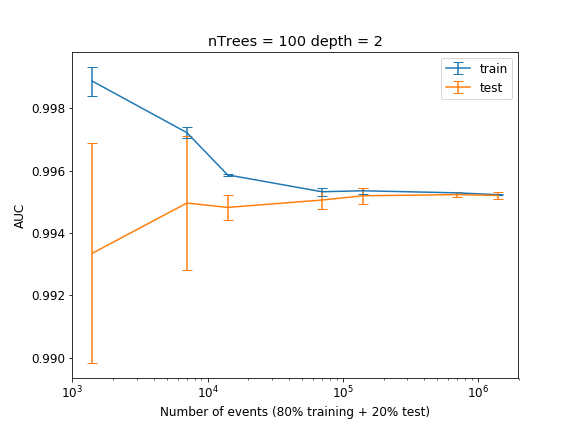 nTrees = 100 depth = 2
train
test
0.998
0.996
0.994
0.992
0.990
AUC
10³ 10⁴ 10⁵ 10⁶
Number of events (80% training + 20% test)